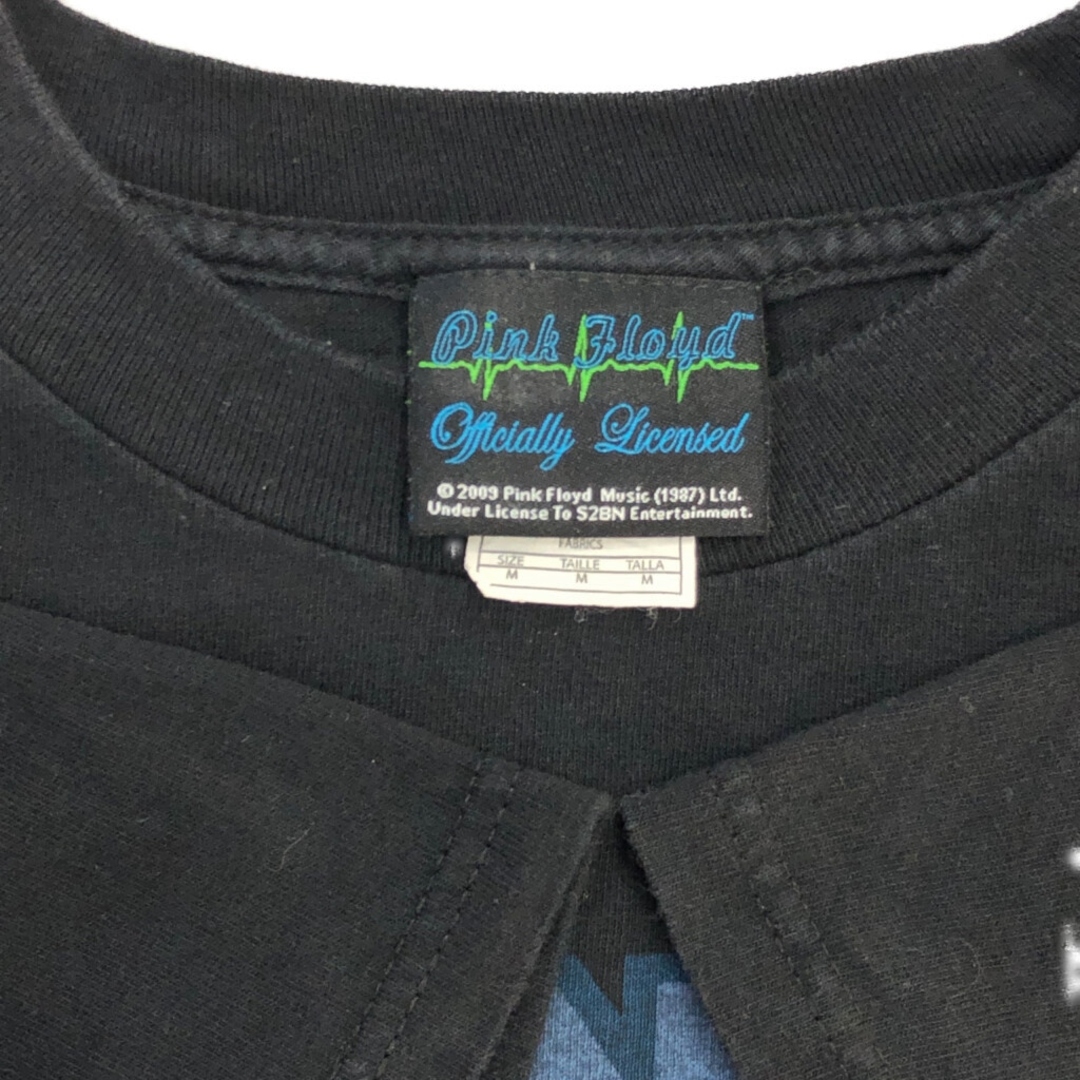 Pink Floyd™
Officially Licensed
© 2009 Pink Floyd Music (1987) Ltd.
Under License To S2BN Entertainment.
FABRICS
SIZE TAILLE TALLA
M M M